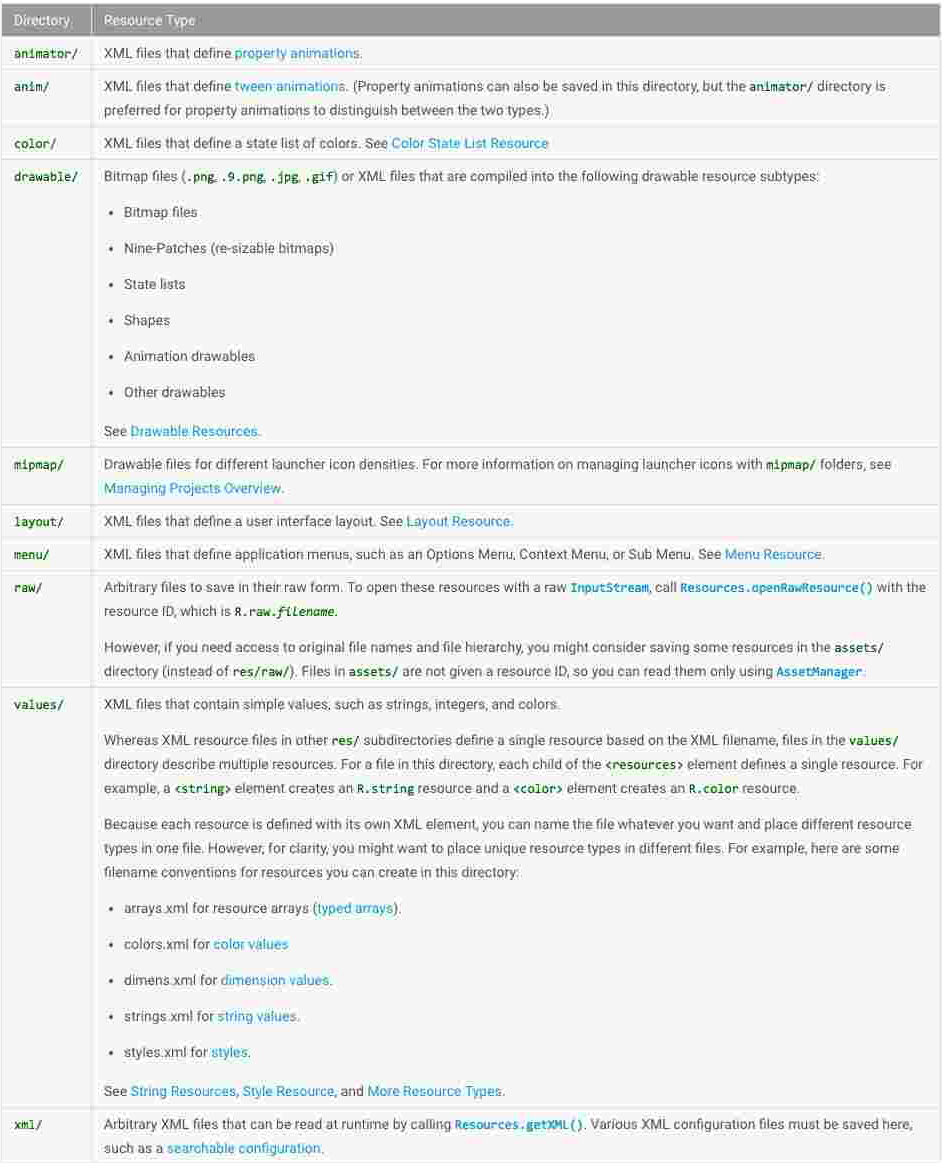 Directory Resource Type
animator/ XML files that define property animations.
anim/ XML files that define tween animations. (Property animations can also be saved in this directory, but the animator/ directory is
preferred for property animations to distinguish between the two types.)
color/ XML files that define a state list of colors. See Color State List Resource
drawable/ Bitmap files (.png, .9.png, .jpg, .gif) or XML files that are compiled into the following drawable resource subtypes:
• Bitmap files
• Nine-Patches (re-sizable bitmaps)
• State lists
• Shapes
• Animation drawables
• Other drawables
See Drawable Resources.
mipmap/ Drawable files for different launcher icon densities. For more information on managing launcher icons with mipmap/ folders, see
Managing Projects Overview.
layout/ XML files that define a user interface layout. See Layout Resource.
menu/ XML files that define application menus, such as an Options Menu, Context Menu, or Sub Menu. See Menu Resource.
raw/ Arbitrary files to save in their raw form. To open these resources with a raw InputStream, call Resources.openRawResource() with the
resource ID, which is R.raw.filename.
However, if you need access to original file names and file hierarchy, you might consider saving some resources in the assets/
directory (instead of res/raw/). Files in assets/ are not given a resource ID, so you can read them only using AssetManager.
values/ XML files that contain simple values, such as strings, integers, and colors.
Whereas XML resource files in other res/ subdirectories define a single resource based on the XML filename, files in the values/
directory describe multiple resources. For a file in this directory, each child of the <resources> element defines a single resource. For
example, a <string> element creates an R.string resource and a <color> element creates an R.color resource.
Because each resource is defined with its own XML element, you can name the file whatever you want and place different resource
types in one file. However, for clarity, you might want to place unique resource types in different files. For example, here are some
filename conventions for resources you can create in this directory:
• arrays.xml for resource arrays (typed arrays).
• colors.xml for color values
• dimens.xml for dimension values.
• strings.xml for string values.
• styles.xml for styles.
See String Resources, Style Resource, and More Resource Types.
xml/ Arbitrary XML files that can be read at runtime by calling Resources.getXML(). Various XML configuration files must be saved here,
such as a searchable configuration.